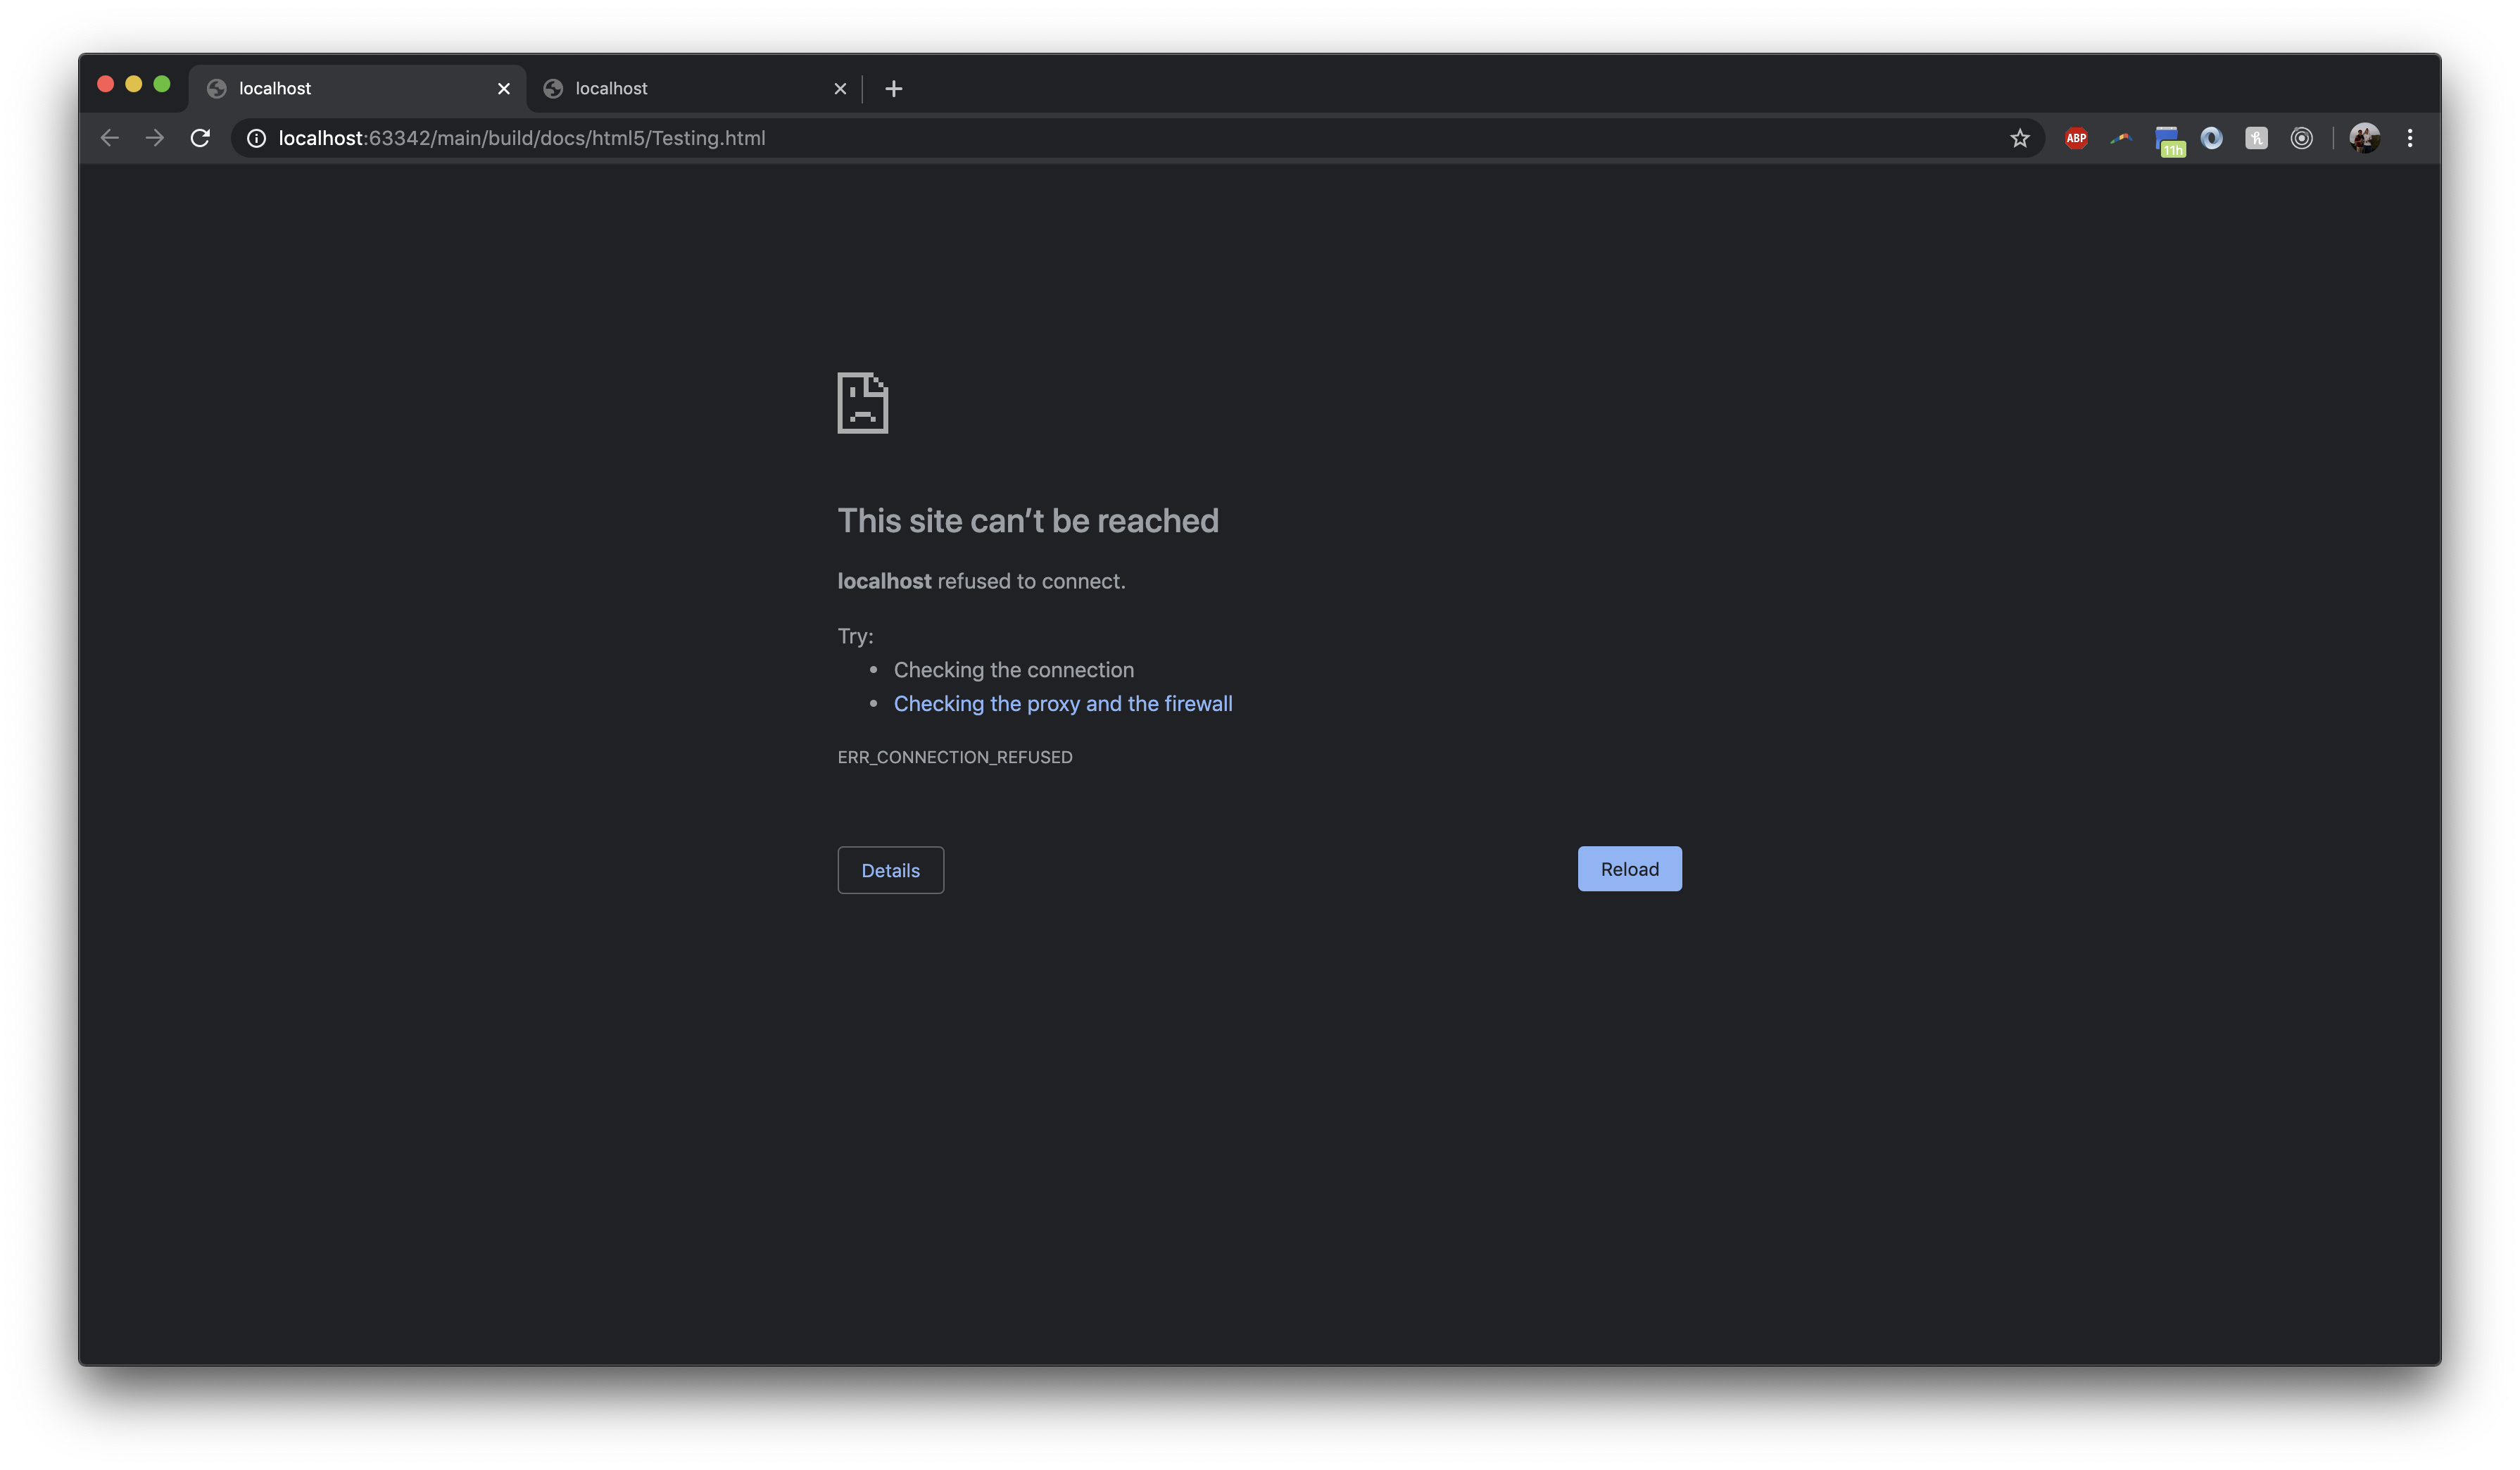 localhost
localhost
localhost:63342/main/build/docs/html5/Testing.html
ABP
11h
This site can’t be reached
localhost refused to connect.
Try:
• Checking the connection
• Checking the proxy and the firewall
ERR_CONNECTION_REFUSED
Details
Reload